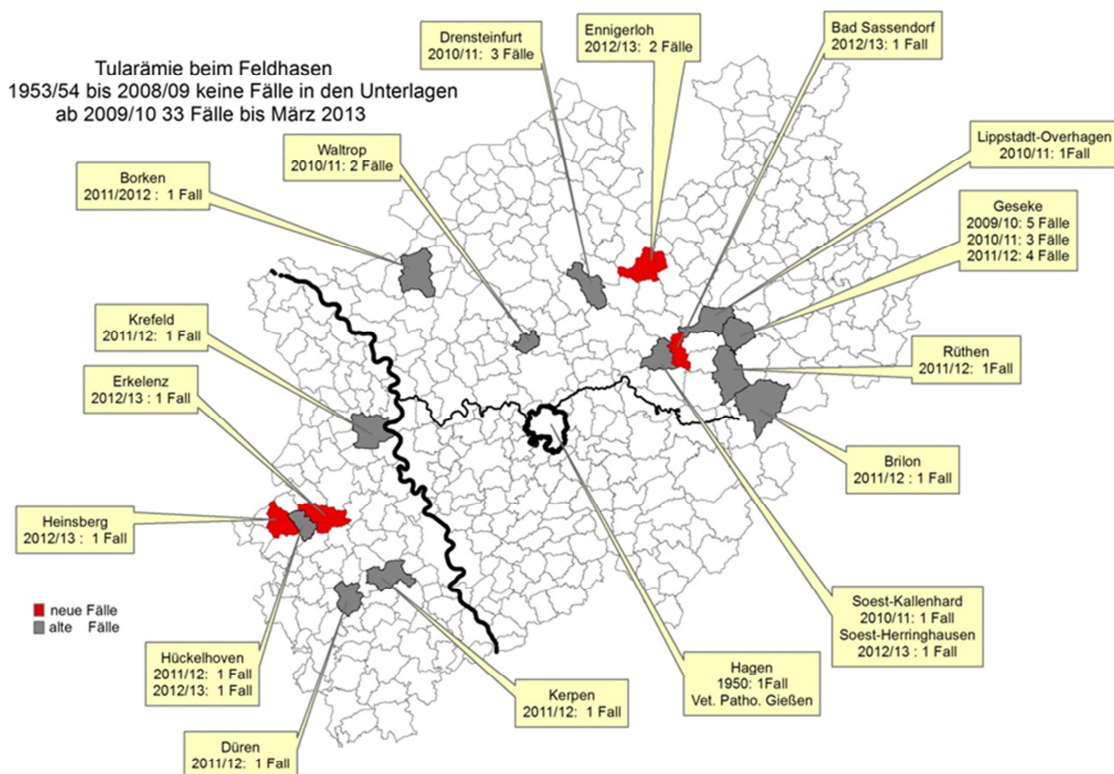 Tularämie beim Feldhasen
1953/54 bis 2008/09 keine Fälle in den Unterlagen
ab 2009/10 33 Fälle bis März 2013
Drensteinfurt
2010/11: 3 Fälle
Ennigerloh
2012/13: 2 Fälle
Bad Sassendorf
2012/13: 1 Fall
Waltrop
2010/11: 2 Fälle
Lippstadt-Overhagen
2010/11: 1Fall
Borken
2011/2012 : 1 Fall
Geseke
2009/10: 5 Fälle
2010/11: 3 Fälle
2011/12: 4 Fälle
Krefeld
2011/12: 1 Fall
Rüthen
2011/12: 1Fall
Erkelenz
2012/13 : 1 Fall
Brilon
2011/12 : 1 Fall
Heinsberg
2012/13 : 1 Fall
neue Fälle
alte Fälle
Soest-Kallenhard
2010/11: 1 Fall
Soest-Herringhausen
2012/13 : 1 Fall
Hückelhoven
2011/12: 1 Fall
2012/13: 1 Fall
Hagen
1950: 1Fall
Vet. Patho. Gießen
Kerpen
2011/12: 1 Fall
Düren
2011/12: 1 Fall